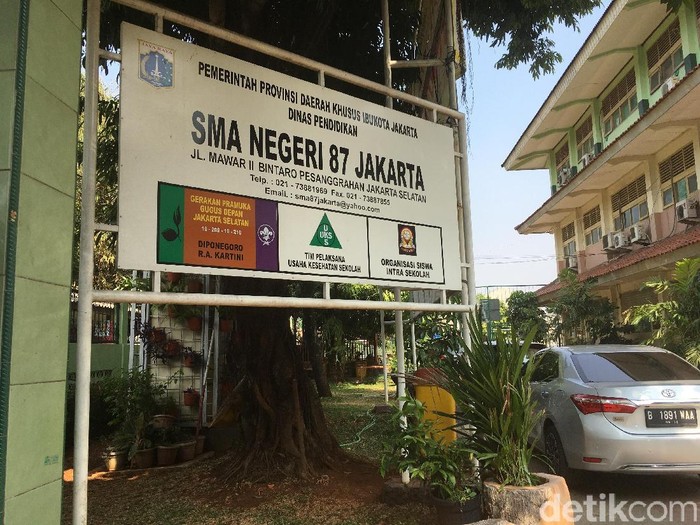 PEMERINTAH PROVINSI DAERAH KHUSUS IBUKOTA JAKARTA
DINAS PENDIDIKAN
SMA NEGERI 87 JAKARTA
JL. MAWAR II BINTARO PESANGGRAHAN JAKARTA SELATAN
Telp. : 021 - 73881969 Fax. 021 - 73887855
Email. : sma87jakarta@yahoo.com
GERAKAN PRAMUKA
GUGUS DEPAN
JAKARTA SELATAN
DIPONEGORO
R.A. KARTINI
U
UKS
S
TIM PELAKSANA
USAHA KESEHATAN SEKOLAH
ORGANISASI SISWA
INTRA SEKOLAH
B 1891 WAA
detikcom